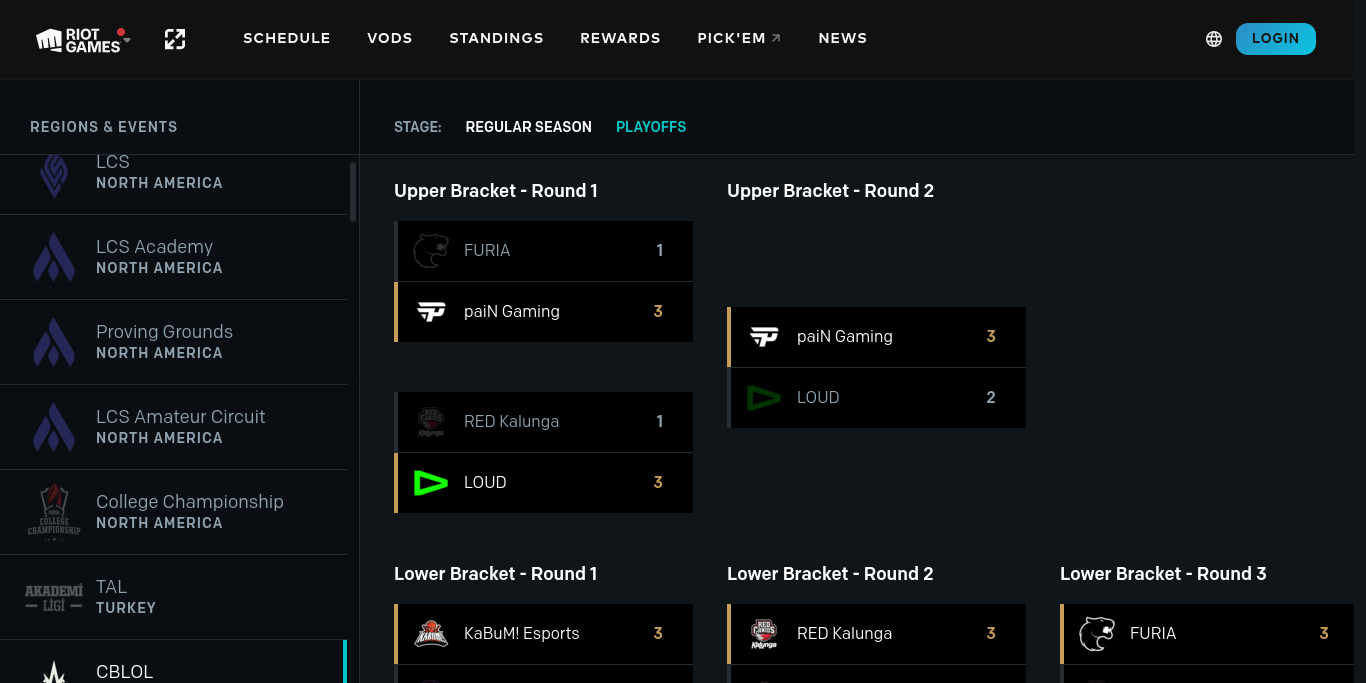 RIOT GAMES
SCHEDULE VODS STANDINGS REWARDS PICK'EM NEWS
LOGIN
REGIONS & EVENTS
LCS
NORTH AMERICA
LCS Academy
NORTH AMERICA
Proving Grounds
NORTH AMERICA
LCS Amateur Circuit
NORTH AMERICA
COLLEGE CHAMPIONSHIP
College Championship
NORTH AMERICA
AKADEMİ LİGİ
TAL
TURKEY
CBLOL
STAGE: REGULAR SEASON PLAYOFFS
Upper Bracket - Round 1
FURIA 1
paiN Gaming 3
RED Kalunga 1
LOUD 3
Upper Bracket - Round 2
paiN Gaming 3
LOUD 2
Lower Bracket - Round 1
KaBuM! Esports 3
Lower Bracket - Round 2
RED Kalunga 3
Lower Bracket - Round 3
FURIA 3